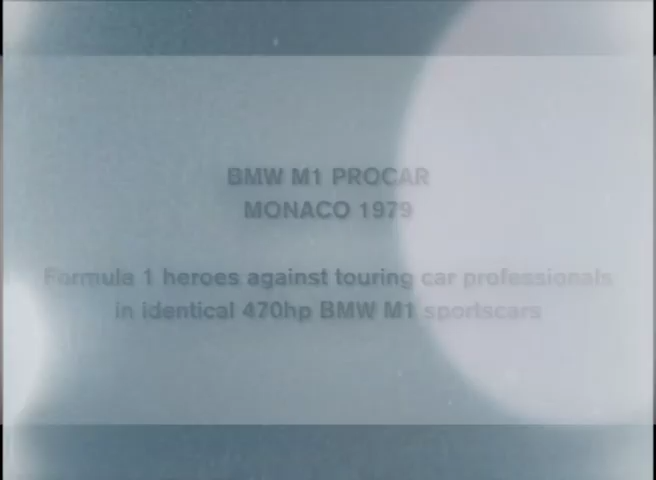 BMW M1 PROCAR
MONACO 1979
Formula 1 heroes against touring car professionals
in identical 470hp BMW M1 sportscars